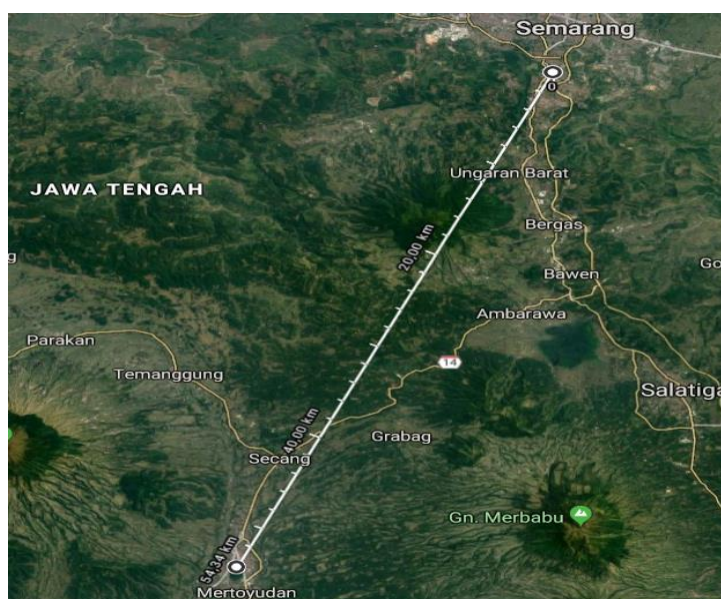 Semarang
0
Ungaran Barat
JAWA TENGAH
Bergas
20,00 km
Go
g
Bawen
Ambarawa
Parakan
14
Temanggung
Salatiga
40,00 km
Grabag
Secang
Gn. Merbabu
54,34 km
Mertoyudan